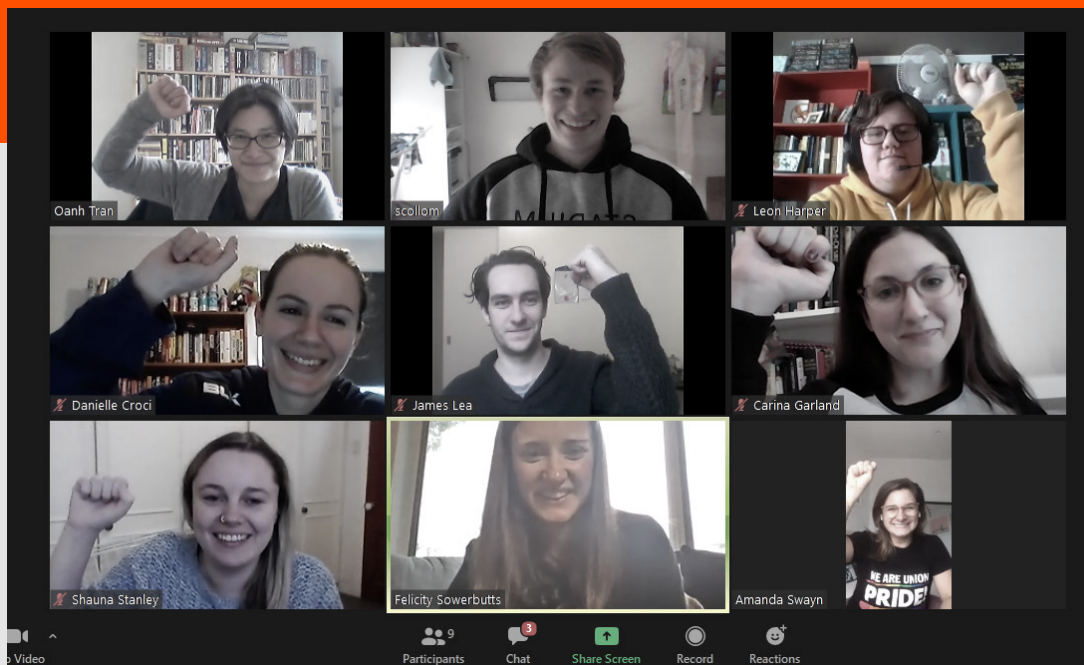 Oanh Tran
scollom
Leon Harper
Danielle Croci
James Lea
Carina Garland
Shauna Stanley
Felicity Sowerbutts
WE ARE UNION
PRIDE!
Amanda Swayn
9
3
p Video
Participants
Chat
Share Screen
Record
Reactions